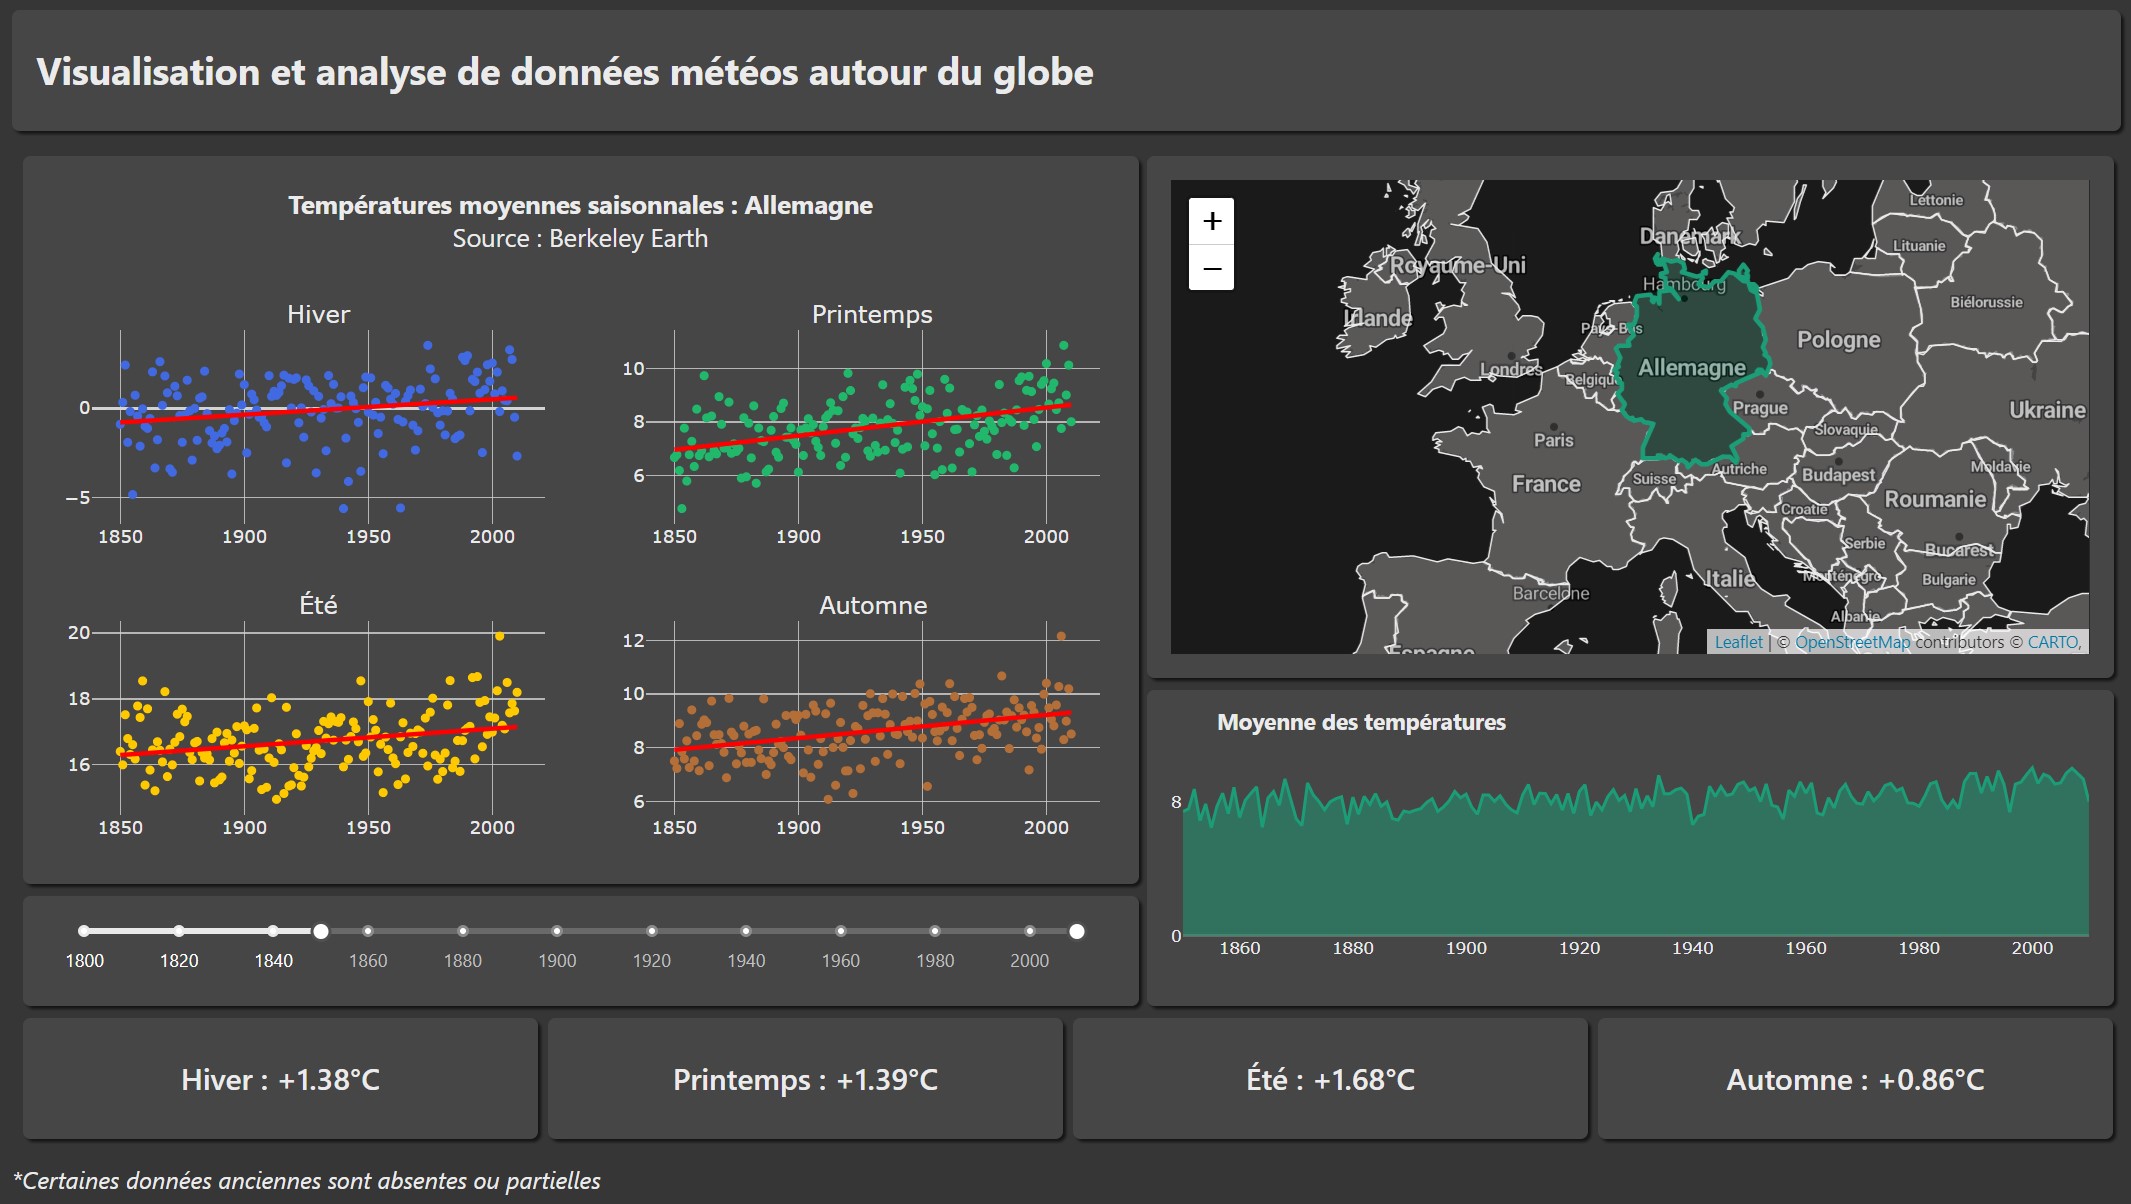 Visualisation et analyse de données météos autour du globe
Températures moyennes saisonnales : Allemagne
Source : Berkeley Earth
Hiver
0
−5
1850 1900 1950 2000
Printemps
10
8
6
1850 1900 1950 2000
Été
20
18
16
1850 1900 1950 2000
Automne
12
10
8
6
1850 1900 1950 2000
1800 1820 1840 1860 1880 1900 1920 1940 1960 1980 2000
+
−
Lettonie
Danemark
Lituanie
Royaume-Uni
Hambourg
Biélorussie
Irlande
Pays-Bas
Pologne
Londres
Allemagne
Belgique
Prague
Ukraine
Slovaquie
Paris
Autriche
Moldavie
Suisse
Budapest
France
Roumanie
Croatie
Serbie
Bucarest
Italie
Monténégro
Bulgarie
Barcelone
Albanie
Espagne
Leaflet | © OpenStreetMap contributors © CARTO,
Moyenne des températures
8
0
1860 1880 1900 1920 1940 1960 1980 2000
Hiver : +1.38°C
Printemps : +1.39°C
Été : +1.68°C
Automne : +0.86°C
*Certaines données anciennes sont absentes ou partielles